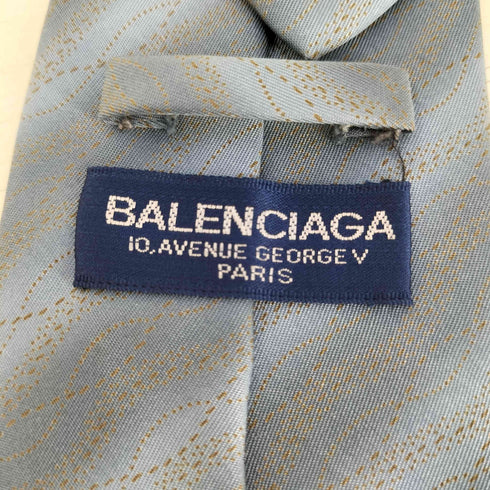 BALENCIAGA
10, AVENUE GEORGE V
PARIS